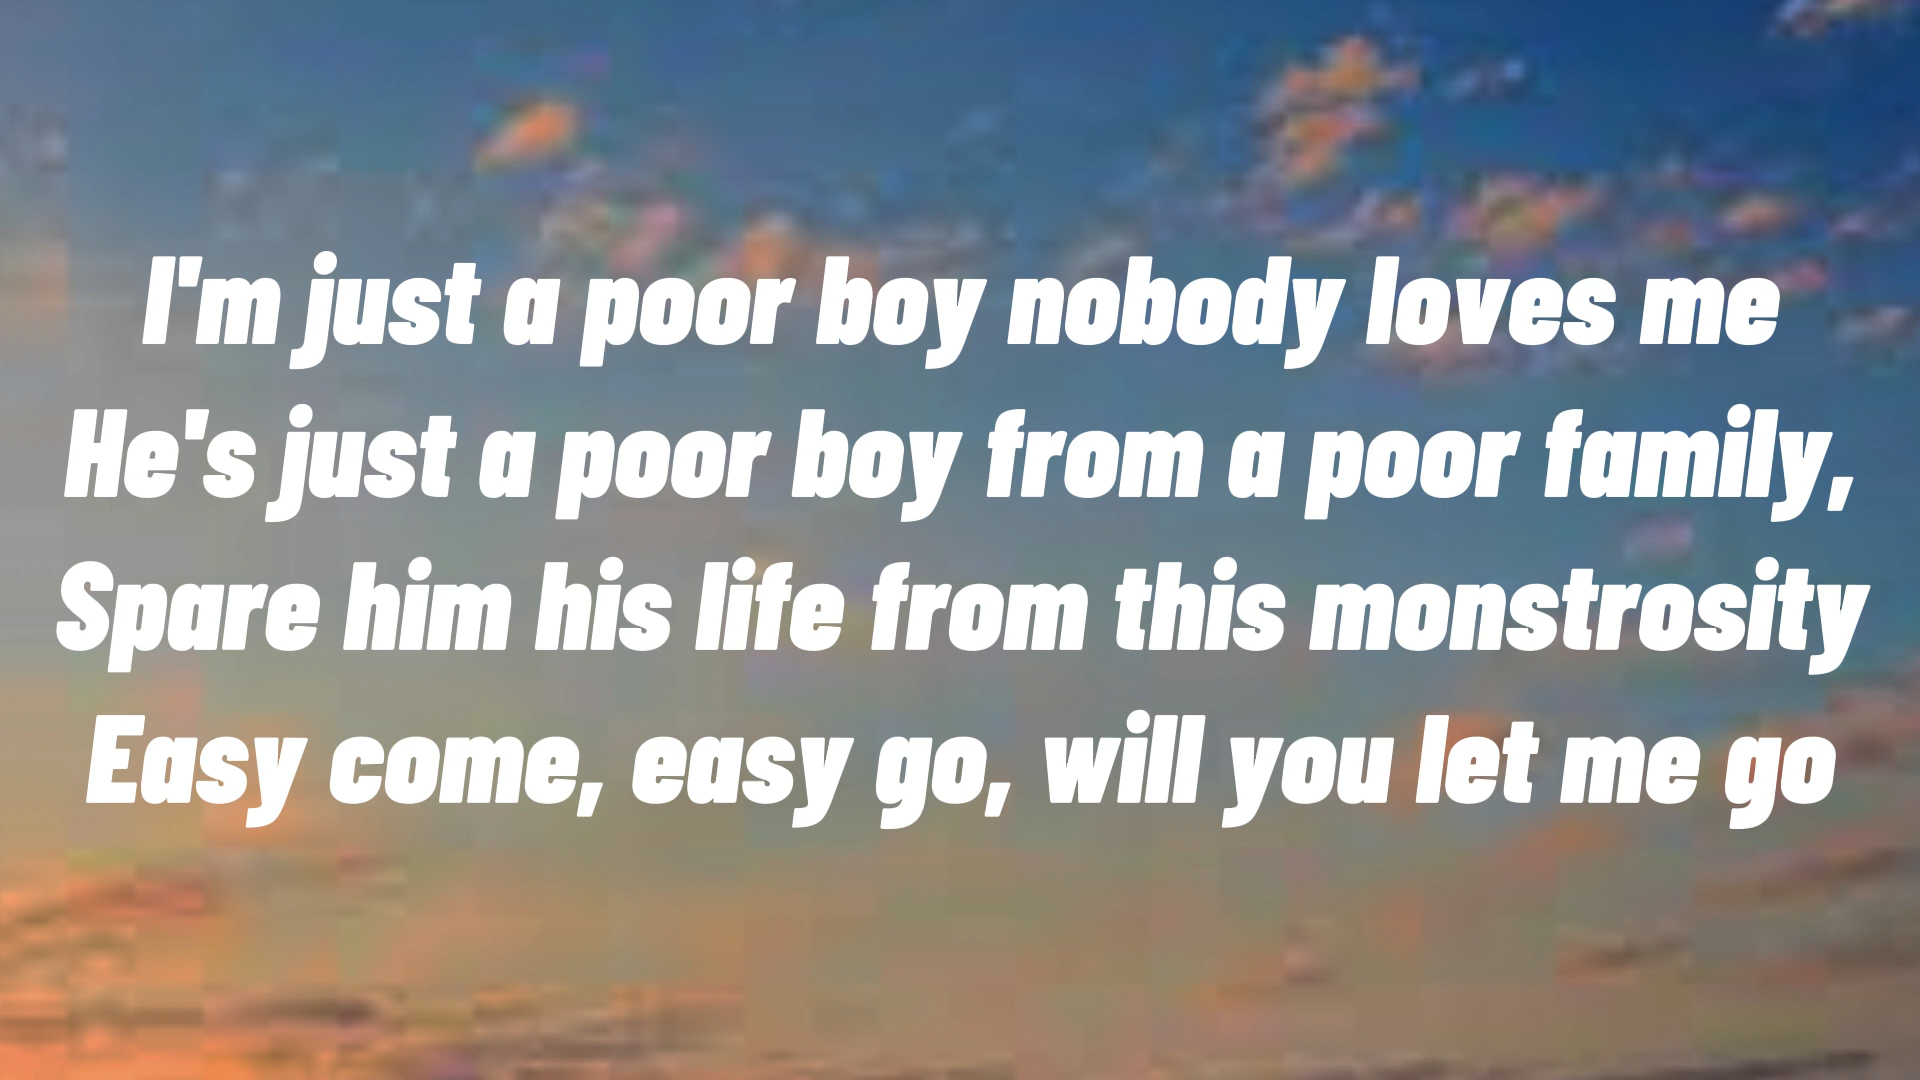 I'm just a poor boy nobody loves me
He's just a poor boy from a poor family,
Spare him his life from this monstrosity
Easy come, easy go, will you let me go